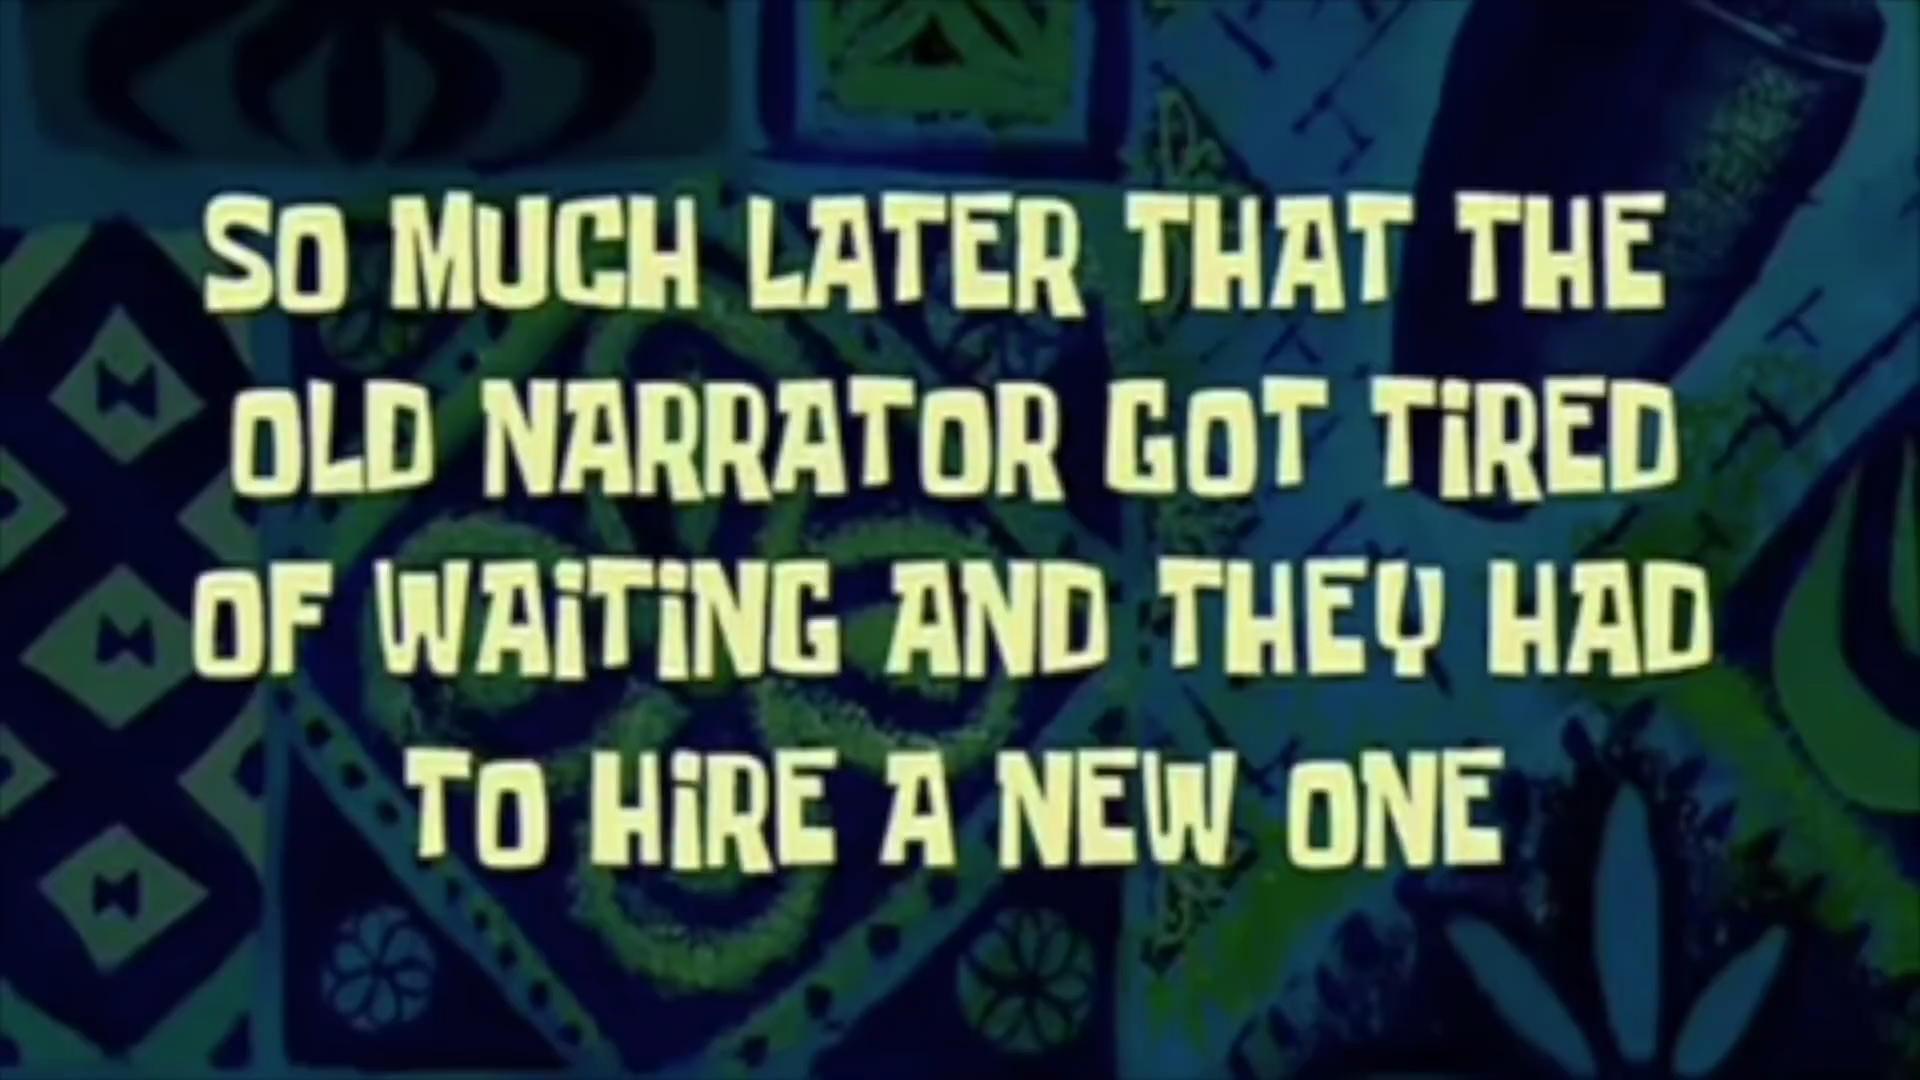 SO MUCH LATER THAT THE
OLD NARRATOR GOT TiRED
OF WAiTiNG AND THEY HAD
TO HiRE A NEW ONE